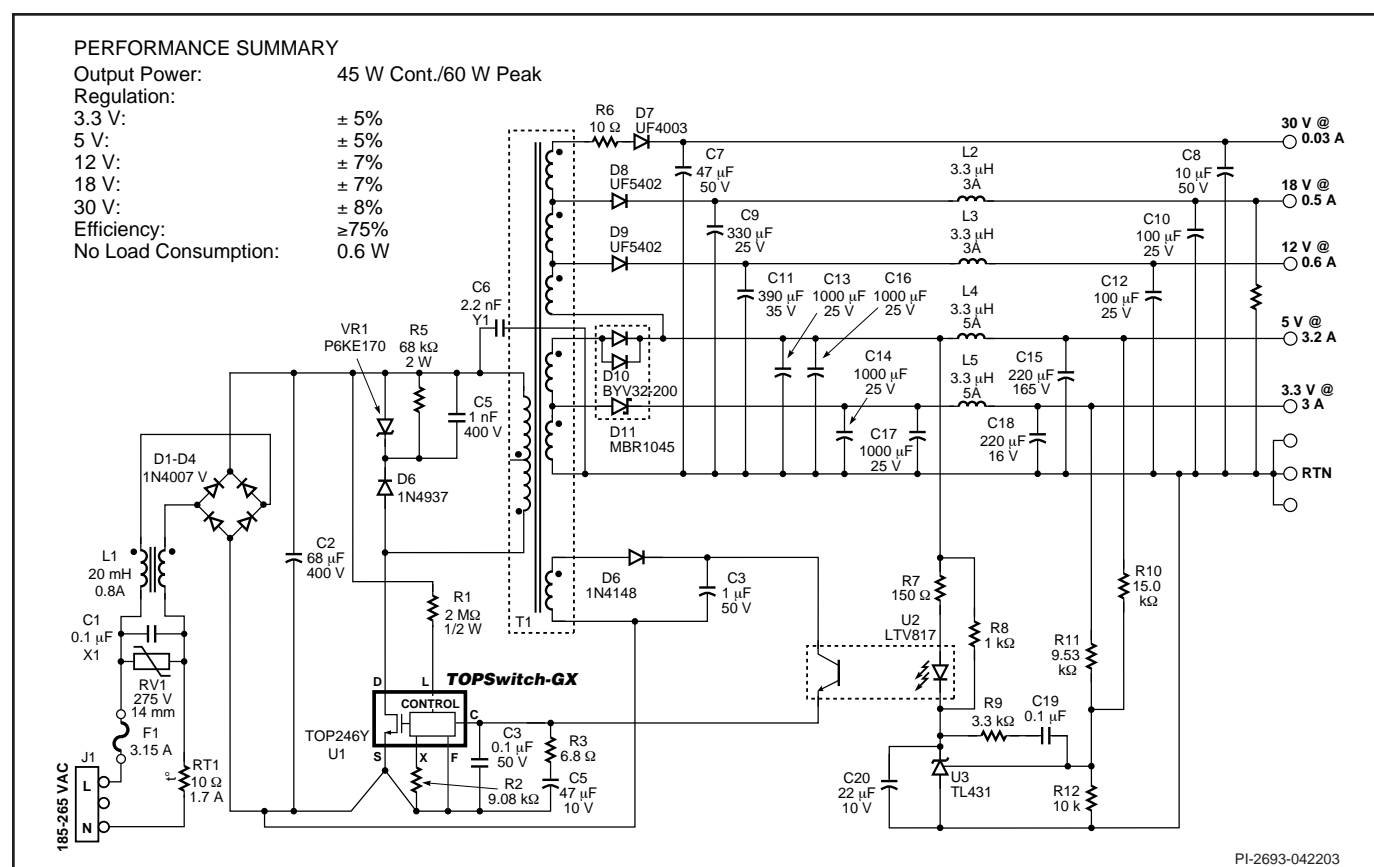 PERFORMANCE SUMMARY
Output Power: 45 W Cont./60 W Peak
Regulation:
3.3 V: ± 5%
5 V: ± 5%
12 V: ± 7%
18 V: ± 7%
30 V: ± 8%
Efficiency: ≥75%
No Load Consumption: 0.6 W
R6
10 Ω
D7
UF4003
C7
47 µF
50 V
D8
UF5402
L2
3.3 µH
3A
C8
10 µF
50 V
30 V @
0.03 A
18 V @
0.5 A
D9
UF5402
C9
330 µF
25 V
L3
3.3 µH
3A
C10
100 µF
25 V
12 V @
0.6 A
C6
2.2 nF
Y1
C11
390 µF
35 V
C13
1000 µF
25 V
C16
1000 µF
25 V
L4
3.3 µH
5A
C12
100 µF
25 V
5 V @
3.2 A
VR1
P6KE170
R5
68 kΩ
2 W
C5
1 nF
400 V
D10
BYV32-200
C14
1000 µF
25 V
L5
3.3 µH
5A
C15
220 µF
165 V
3.3 V @
3 A
D11
MBR1045
C17
1000 µF
25 V
C18
220 µF
16 V
RTN
D1-D4
1N4007 V
D6
1N4937
L1
20 mH
0.8A
C2
68 µF
400 V
C1
0.1 µF
X1
RV1
275 V
14 mm
F1
3.15 A
J1
L
N
185-265 VAC
RT1
10 Ω
1.7 A
t°
R1
2 MΩ
1/2 W
T1
D6
1N4148
C3
1 µF
50 V
R7
150 Ω
U2
LTV817
R8
1 kΩ
R10
15.0
kΩ
R11
9.53
kΩ
TOPSwitch-GX
D
L
CONTROL
C
TOP246Y
U1
S
X
F
R2
9.08 kΩ
C3
0.1 µF
50 V
R3
6.8 Ω
C5
47 µF
10 V
R9
3.3 kΩ
C19
0.1 µF
C20
22 µF
10 V
U3
TL431
R12
10 k
PI-2693-042203